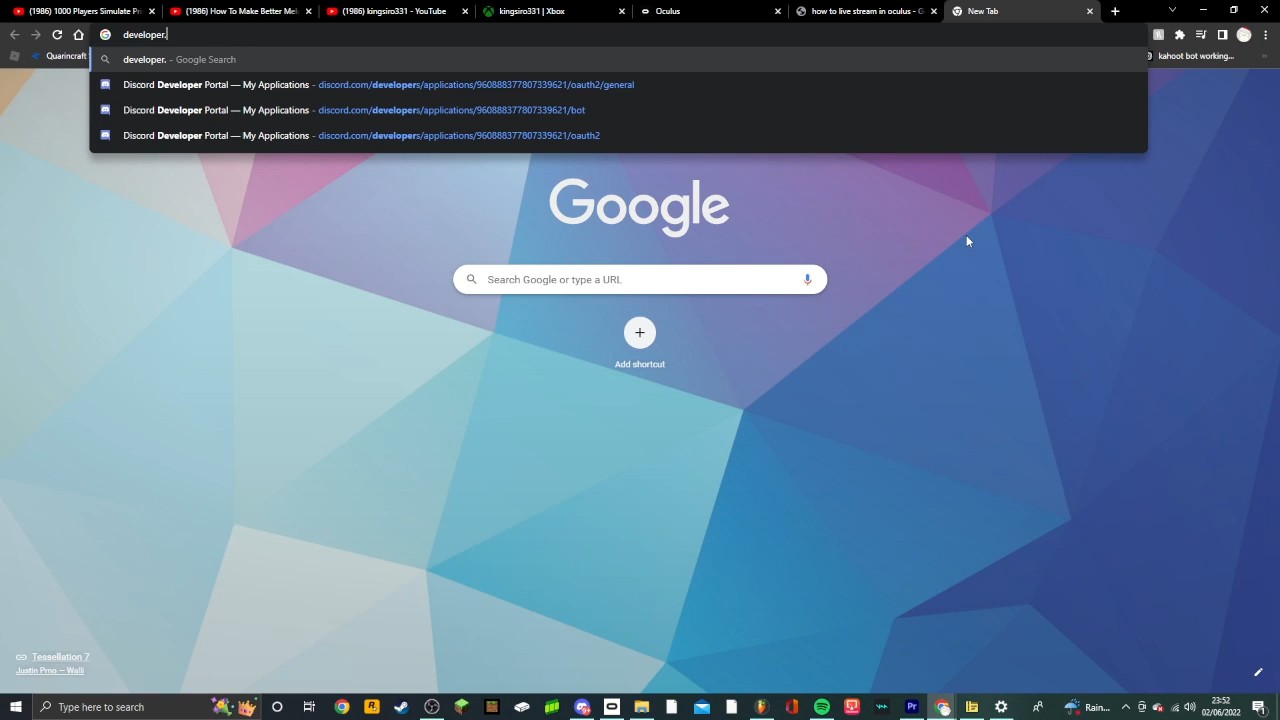 (1986) 1000 Players Simulate Pri
(1986) How To Make Better Mel
(1986) kingsiro331 - YouTube
kingsiro331 | Xbox
Oculus
how to live stream in oculus - G
New Tab
developer.
Quarincraft
kahoot bot working...
developer. - Google Search
Discord Developer Portal — My Applications - discord.com/developers/applications/960888377807339621/oauth2/general
Discord Developer Portal — My Applications - discord.com/developers/applications/960888377807339621/bot
Discord Developer Portal — My Applications - discord.com/developers/applications/960888377807339621/oauth2
Google
Search Google or type a URL
Add shortcut
Tessellation 7
Justin Prno — Walli
Type here to search
Rain...
23:52
02/06/2022